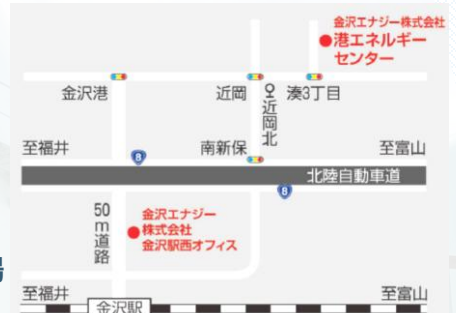 金沢エナジー株式会社
港エネルギー
センター
金沢港
近岡
近岡北
湊3丁目
至福井
8
南新保
至富山
北陸自動車道
8
50m道路
金沢エナジー
株式会社
金沢駅西オフィス
場
至福井
金沢駅
至富山